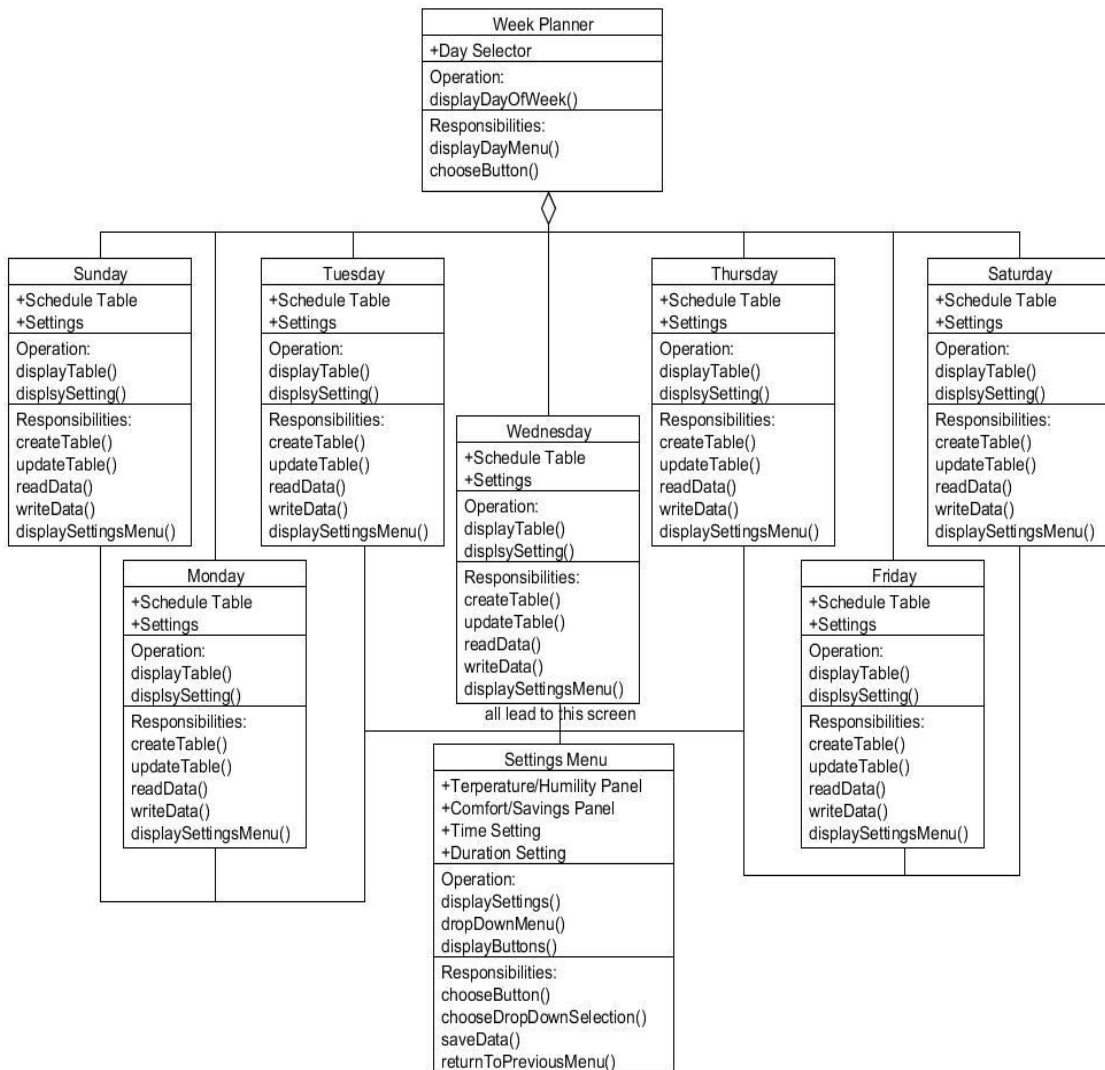 Week Planner
+Day Selector
Operation:
displayDayOfWeek()
Responsibilities:
displayDayMenu()
chooseButton()
Sunday
+Schedule Table
+Settings
Operation:
displayTable()
displsySetting()
Responsibilities:
createTable()
updateTable()
readData()
writeData()
displaySettingsMenu()
Tuesday
+Schedule Table
+Settings
Operation:
displayTable()
displsySetting()
Responsibilities:
createTable()
updateTable()
readData()
writeData()
displaySettingsMenu()
Thursday
+Schedule Table
+Settings
Operation:
displayTable()
displsySetting()
Responsibilities:
createTable()
updateTable()
readData()
writeData()
displaySettingsMenu()
Saturday
+Schedule Table
+Settings
Operation:
displayTable()
displsySetting()
Responsibilities:
createTable()
updateTable()
readData()
writeData()
displaySettingsMenu()
Wednesday
+Schedule Table
+Settings
Operation:
displayTable()
displsySetting()
Responsibilities:
createTable()
updateTable()
readData()
writeData()
displaySettingsMenu()
all lead to this screen
Monday
+Schedule Table
+Settings
Operation:
displayTable()
displsySetting()
Responsibilities:
createTable()
updateTable()
readData()
writeData()
displaySettingsMenu()
Friday
+Schedule Table
+Settings
Operation:
displayTable()
displsySetting()
Responsibilities:
createTable()
updateTable()
readData()
writeData()
displaySettingsMenu()
Settings Menu
+Terperature/Humility Panel
+Comfort/Savings Panel
+Time Setting
+Duration Setting
Operation:
displaySettings()
dropDownMenu()
displayButtons()
Responsibilities:
chooseButton()
chooseDropDownSelection()
saveData()
returnToPreviousMenu()